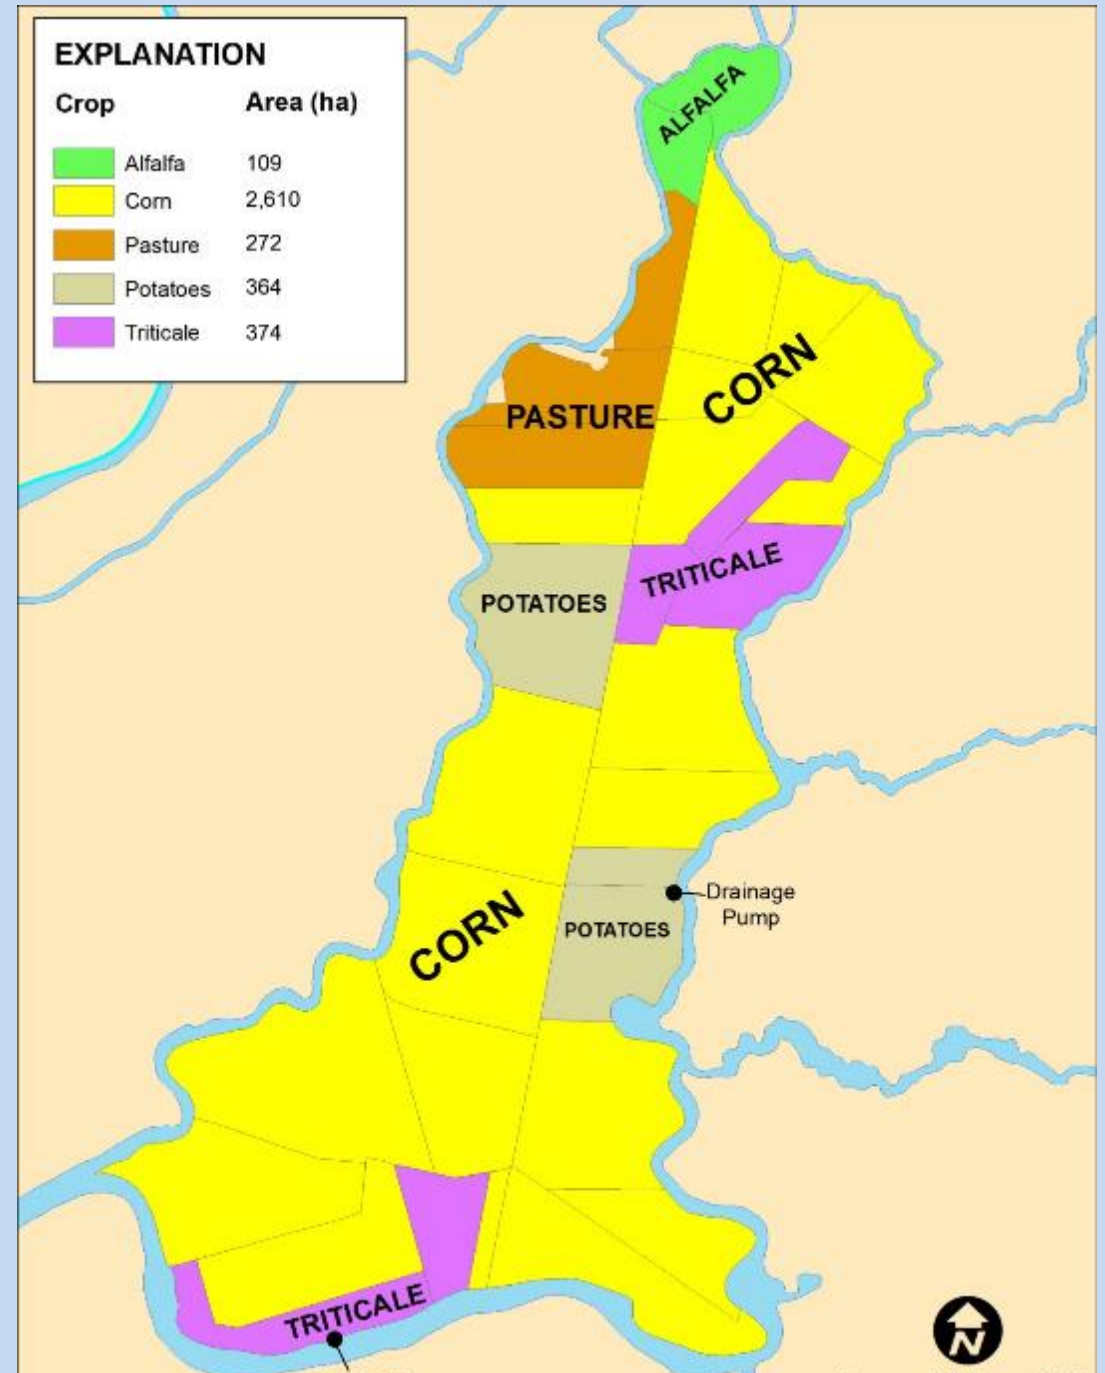 EXPLANATION
Crop Area (ha)
Alfalfa 109
Corn 2,610
Pasture 272
Potatoes 364
Triticale 374
ALFALFA
CORN
PASTURE
TRITICALE
POTATOES
Drainage
Pump
CORN
POTATOES
TRITICALE
N